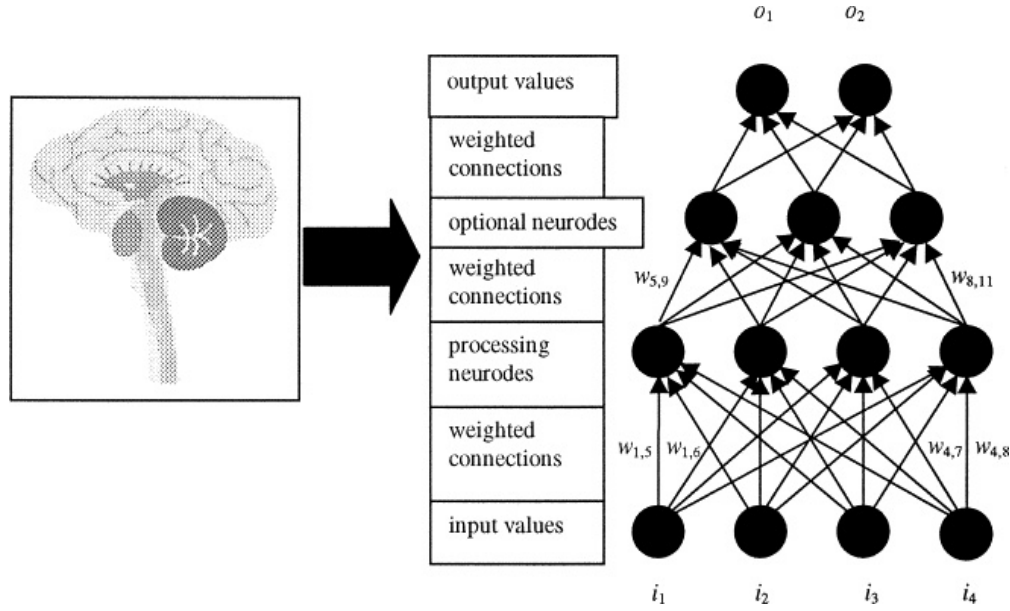 o1 o2
output values
weighted
connections
optional neurodes
weighted
connections
w5,9 w8,11
processing
neurodes
weighted
connections
w1,5 w1,6 w4,7 w4,8
input values
i1 i2 i3 i4